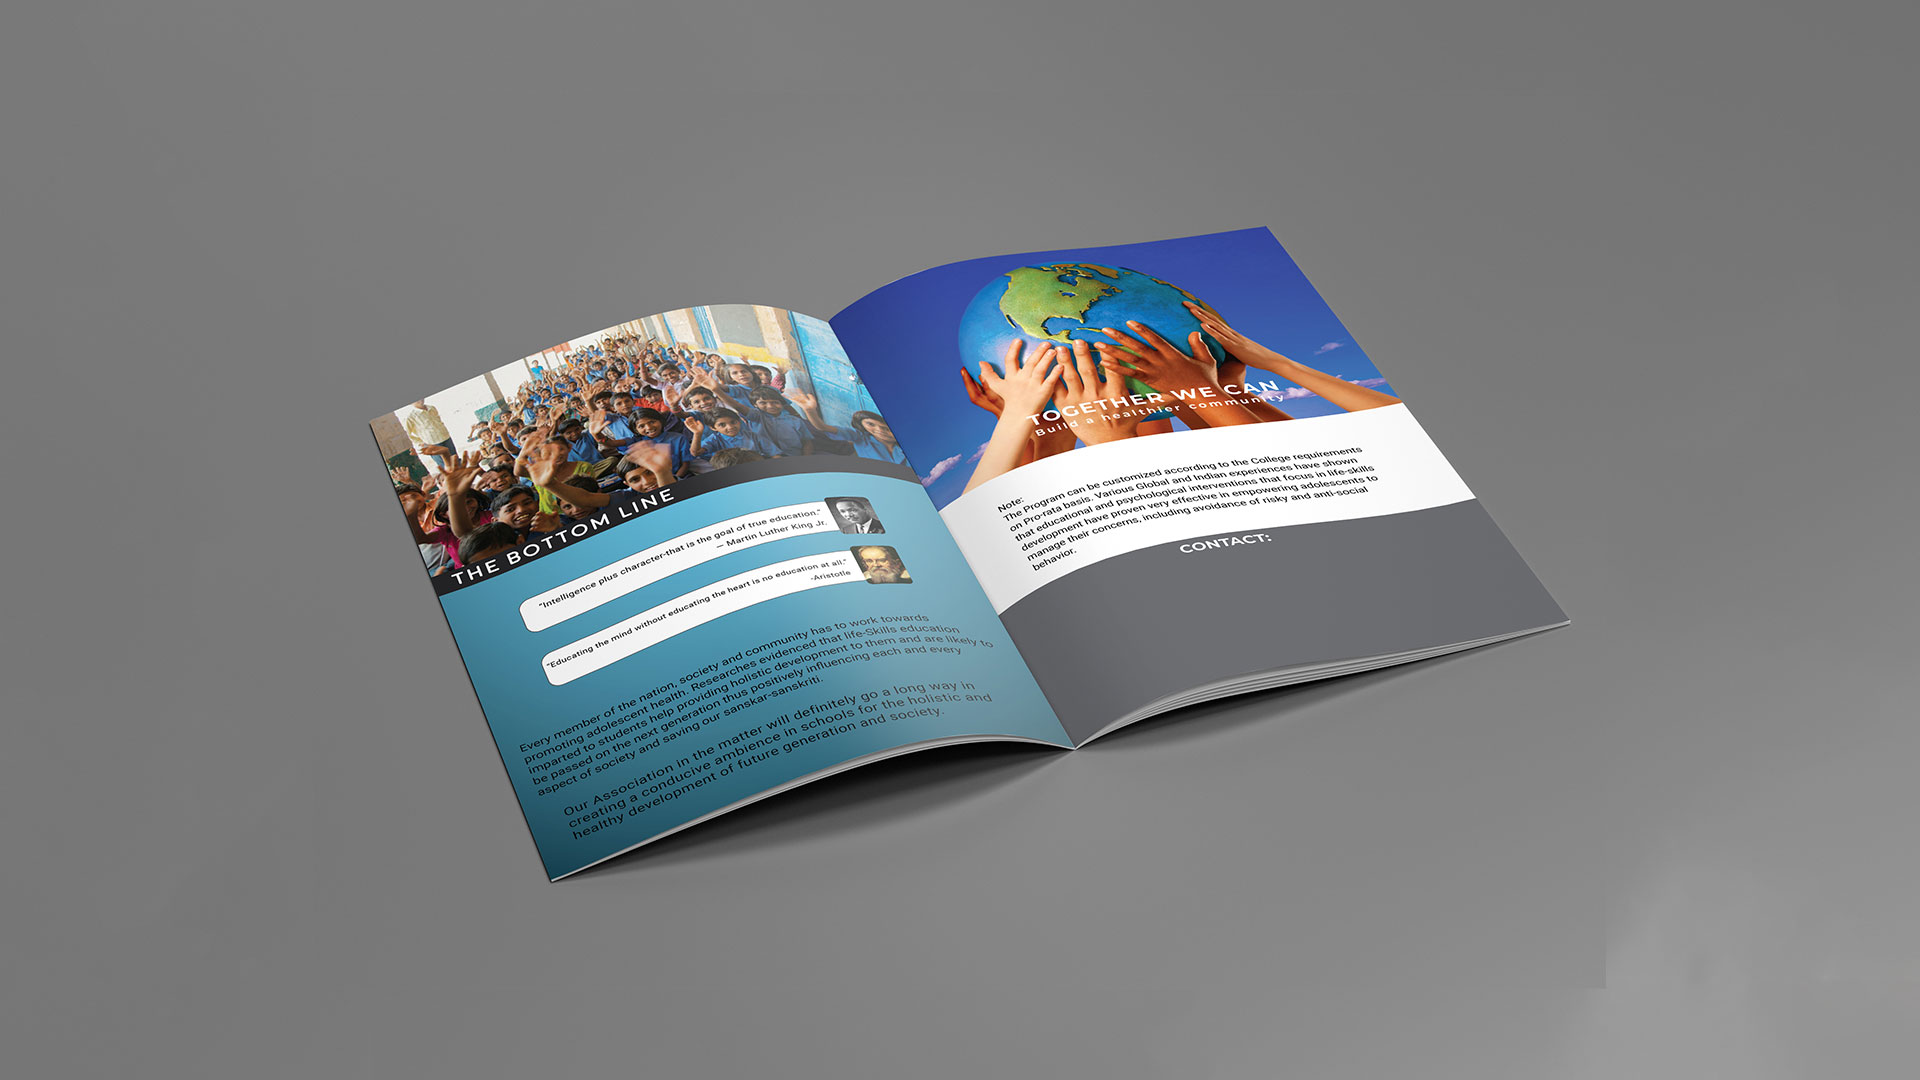 THE BOTTOM LINE
"Intelligence plus character-that is the goal of true education."
— Martin Luther King Jr.
"Educating the mind without educating the heart is no education at all."
-Aristotle
Every member of the nation, society and community has to work towards
promoting adolescent health. Researches evidenced that life-Skills education
imparted to students help providing holistic development to them and are likely to
be passed on the next generation thus positively influencing each and every
aspect of society and saving our sanskar-sanskriti.
Our Association in the matter will definitely go a long way in
creating a conducive ambience in schools for the holistic and
healthy development of future generation and society.
TOGETHER WE CAN
Build a healthier community
Note:
The Program can be customized according to the College requirements
on Pro-rata basis. Various Global and Indian experiences have shown
that educational and psychological interventions that focus in life-skills
development have proven very effective in empowering adolescents to
manage their concerns, including avoidance of risky and anti-social
behavior.
CONTACT: